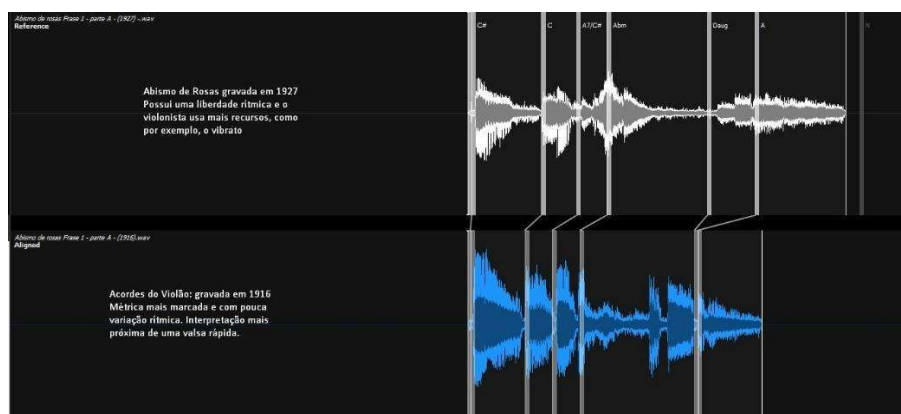 Abismo de rosas Frase 1 - parte A - (1927) -.wav
Reference
C# C A7/C# Abm Daug A N
Abismo de Rosas gravada em 1927
Possui uma liberdade rítmica e o
violonista usa mais recursos, como
por exemplo, o vibrato
Abismo de rosas Frase 1 - parte A - (1916).wav
Aligned
Acordes do Violão: gravada em 1916
Métrica mais marcada e com pouca
variação rítmica. Interpretação mais
próxima de uma valsa rápida.